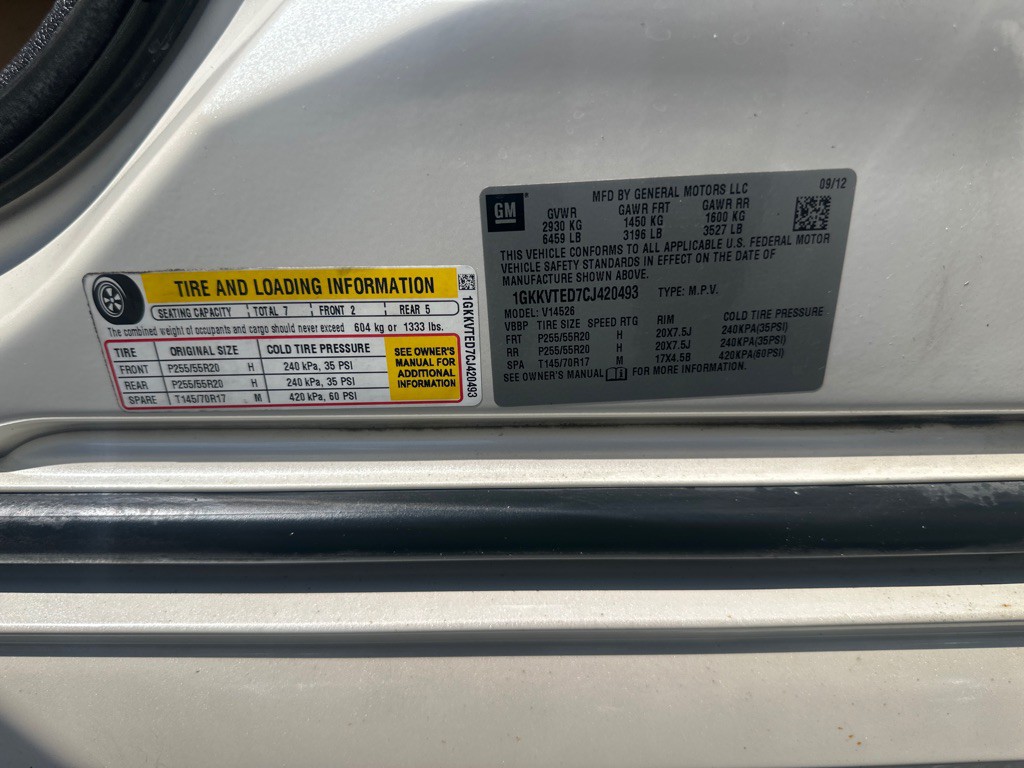 TIRE AND LOADING INFORMATION
SEATING CAPACITY TOTAL 7 FRONT 2 REAR 5
The combined weight of occupants and cargo should never exceed 604 kg or 1333 lbs.
TIRE ORIGINAL SIZE COLD TIRE PRESSURE
FRONT P255/55R20 H 240 kPa, 35 PSI
REAR P255/55R20 H 240 kPa, 35 PSI
SPARE T145/70R17 M 420 kPa, 60 PSI
SEE OWNER'S
MANUAL FOR
ADDITIONAL
INFORMATION
1GKKVTED7CJ420493
GM
MFD BY GENERAL MOTORS LLC
09/12
GVWR GAWR FRT GAWR RR
2930 KG 1450 KG 1600 KG
6459 LB 3196 LB 3527 LB
THIS VEHICLE CONFORMS TO ALL APPLICABLE U.S. FEDERAL MOTOR
VEHICLE SAFETY STANDARDS IN EFFECT ON THE DATE OF
MANUFACTURE SHOWN ABOVE.
1GKKVTED7CJ420493 TYPE: M.P.V.
MODEL: V14526
VBBP TIRE SIZE SPEED RTG RIM COLD TIRE PRESSURE
FRT P255/55R20 H 20X7.5J 240KPA(35PSI)
RR P255/55R20 H 20X7.5J 240KPA(35PSI)
SPA T145/70R17 M 17X4.5B 420KPA(60PSI)
SEE OWNER'S MANUAL FOR MORE INFORMATION.